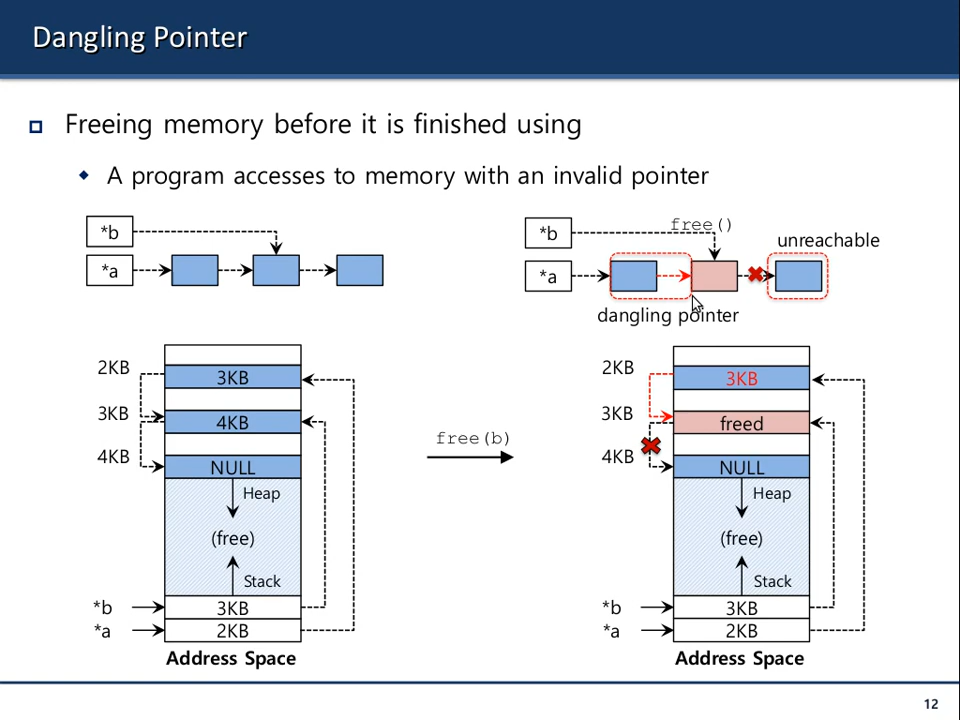 Dangling Pointer
Freeing memory before it is finished using
A program accesses to memory with an invalid pointer
*b
*a
*b
free()
unreachable
*a
dangling pointer
2KB
3KB
3KB
4KB
4KB
NULL
Heap
(free)
Stack
*b
3KB
*a
2KB
Address Space
free(b)
2KB
3KB
3KB
freed
4KB
NULL
Heap
(free)
Stack
*b
3KB
*a
2KB
Address Space
12